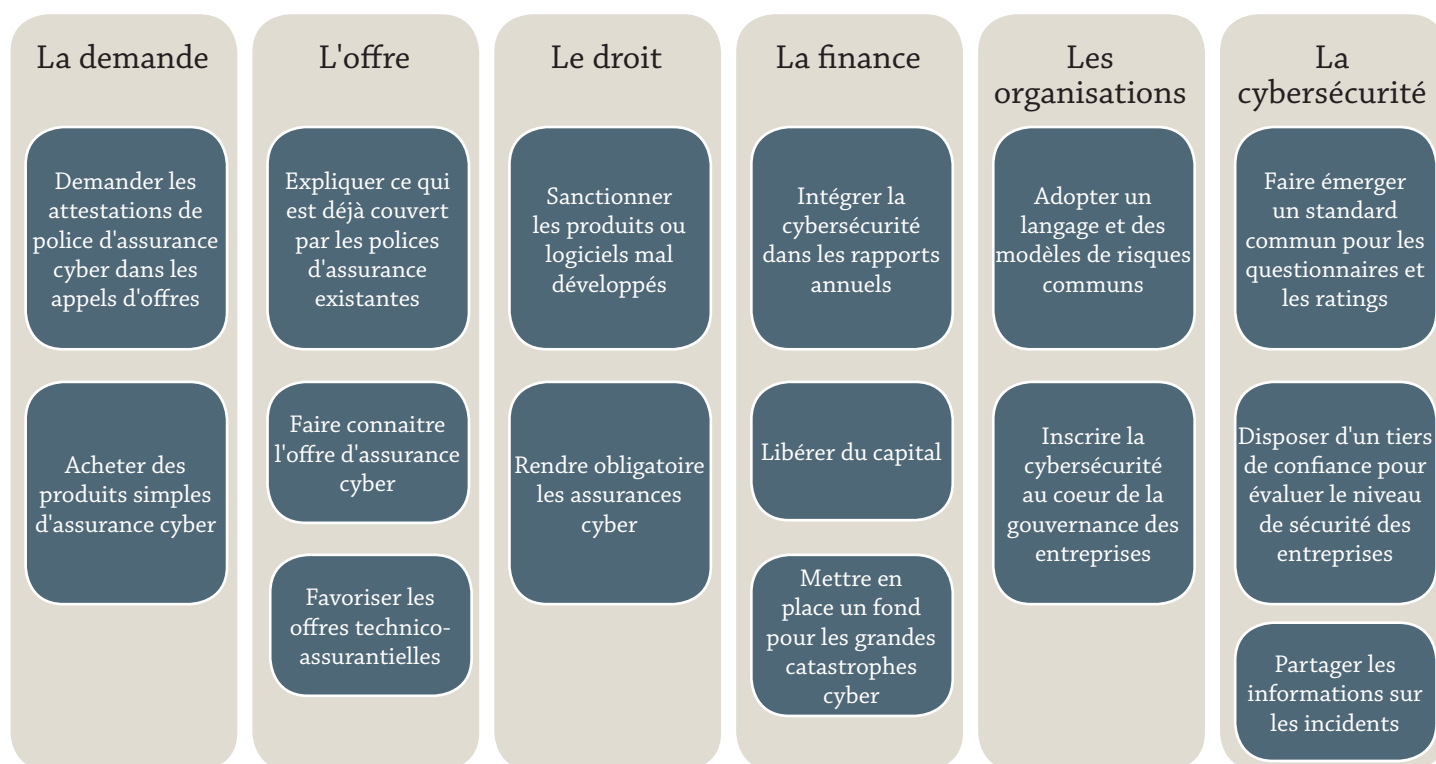 La demande
Demander les
attestations de
police d'assurance
cyber dans les
appels d'offres
Acheter des
produits simples
d'assurance cyber
L'offre
Expliquer ce qui
est déjà couvert
par les polices
d'assurance
existantes
Faire connaitre
l'offre d'assurance
cyber
Favoriser les
offres technico-
assurantielles
Le droit
Sanctionner
les produits ou
logiciels mal
développés
Rendre obligatoire
les assurances
cyber
La finance
Intégrer la
cybersécurité
dans les rapports
annuels
Libérer du capital
Mettre en
place un fond
pour les grandes
catastrophes
cyber
Les
organisations
Adopter un
langage et des
modèles de risques
communs
Inscrire la
cybersécurité
au coeur de la
gouvernance des
entreprises
La
cybersécurité
Faire émerger
un standard
commun pour les
questionnaires et
les ratings
Disposer d'un tiers
de confiance pour
évaluer le niveau
de sécurité des
entreprises
Partager les
informations sur
les incidents